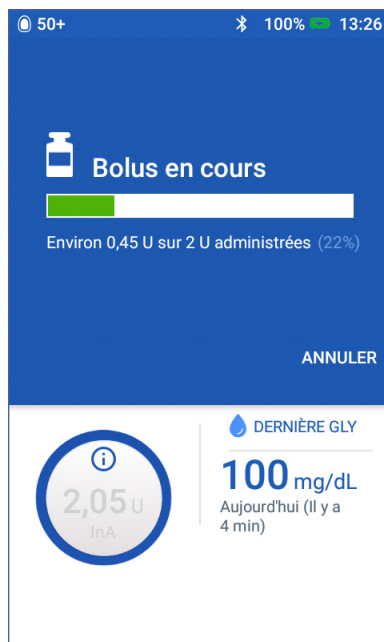 50+ 100% 13:26
Bolus en cours
Environ 0,45 U sur 2 U administrées (22%)
ANNULER
2,05 U
InA
DERNIÈRE GLY
100 mg/dL
Aujourd'hui (Il y a
4 min)